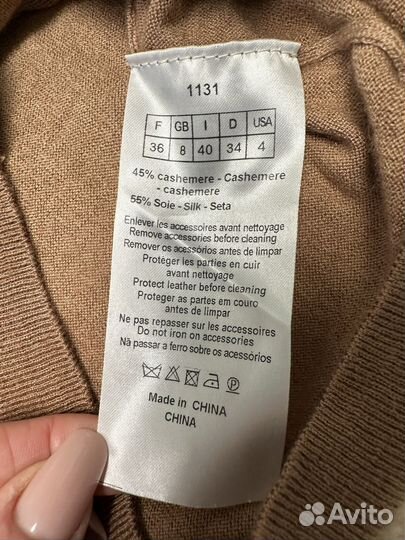 1131
F GB I D USA
36 8 40 34 4
45% cashemere - Cashemere
- cashemere
55% Soie - Silk - Seta
Enlever les accessoires avant nettoyage
Remove accessories before cleaning
Remover os acessórios antes de limpar
Protéger les parties en cuir
avant nettoyage
Protect leather before cleaning
Proteger as partes em couro
antes de limpar
Ne pas repasser sur les accessoires
Do not iron on accessories
Nà passar a ferro sobre os acessórios
Made in CHINA
CHINA
Avito